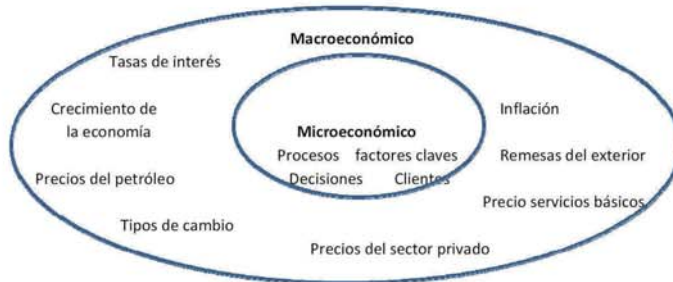 Macroeconómico
Tasas de interés
Crecimiento de
la economía
Inflación
Microeconómico
Procesos factores claves
Decisiones Clientes
Remesas del exterior
Precios del petróleo
Precio servicios básicos
Tipos de cambio
Precios del sector privado